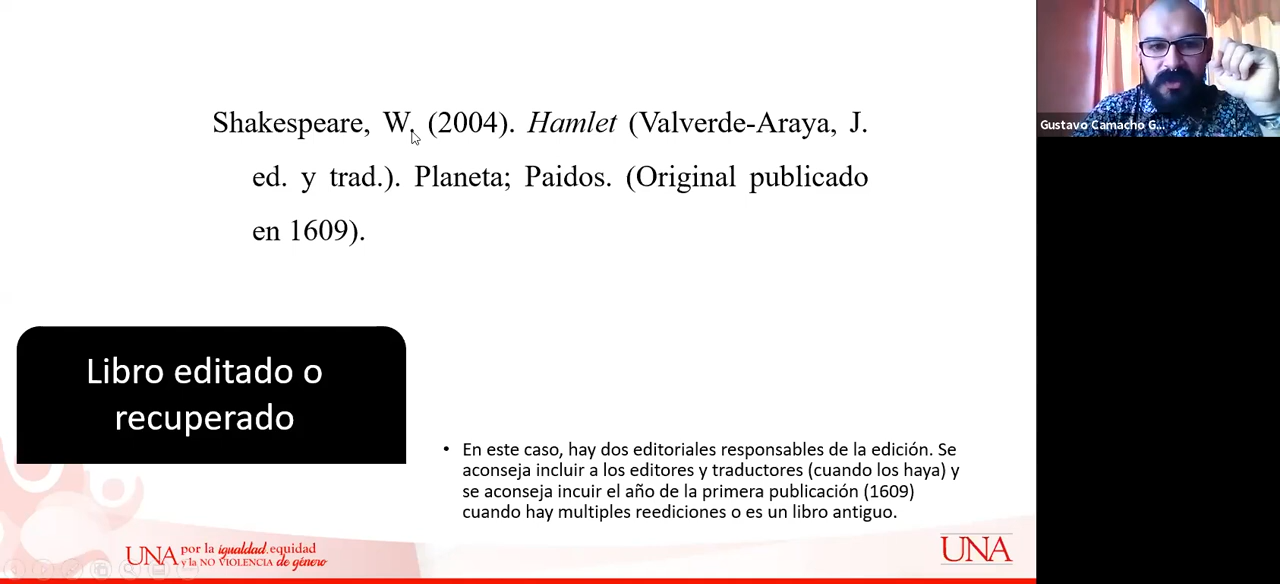 Shakespeare, W. (2004). Hamlet (Valverde-Araya, J.
ed. y trad.). Planeta; Paidos. (Original publicado
en 1609).
Gustavo Camacho G...
Libro editado o
recuperado
• En este caso, hay dos editoriales responsables de la edición. Se
aconseja incluir a los editores y traductores (cuando los haya) y
se aconseja incuir el año de la primera publicación (1609)
cuando hay multiples reediciones o es un libro antiguo.
UNA por la igualdad, equidad
y la NO VIOLENCIA de género
UNA